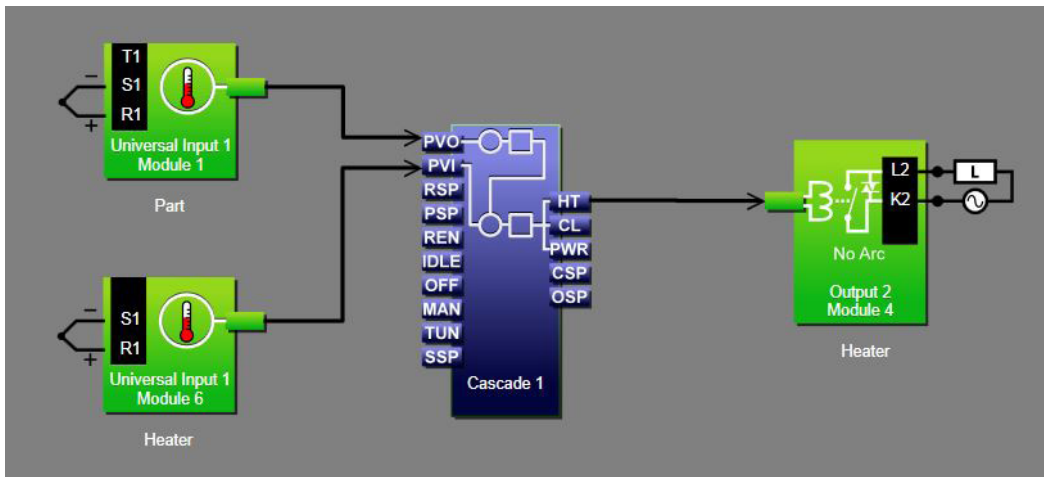 T1
S1
R1
Universal Input 1
Module 1
Part
S1
R1
Universal Input 1
Module 6
Heater
PVO
PVI
RSP
PSP
REN
IDLE
OFF
MAN
TUN
SSP
HT
CL
PWR
CSP
OSP
Cascade 1
L2
K2
L
No Arc
Output 2
Module 4
Heater